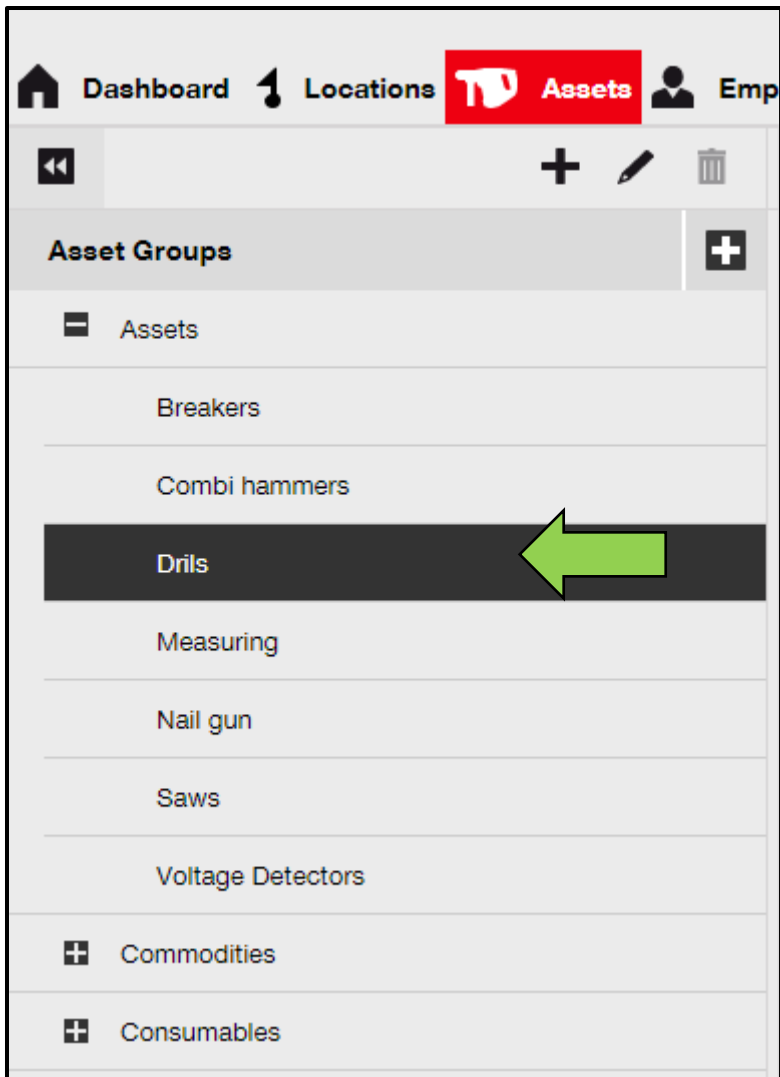 Dashboard Locations Assets Emp
Asset Groups
Assets
Breakers
Combi hammers
Drils
Measuring
Nail gun
Saws
Voltage Detectors
Commodities
Consumables